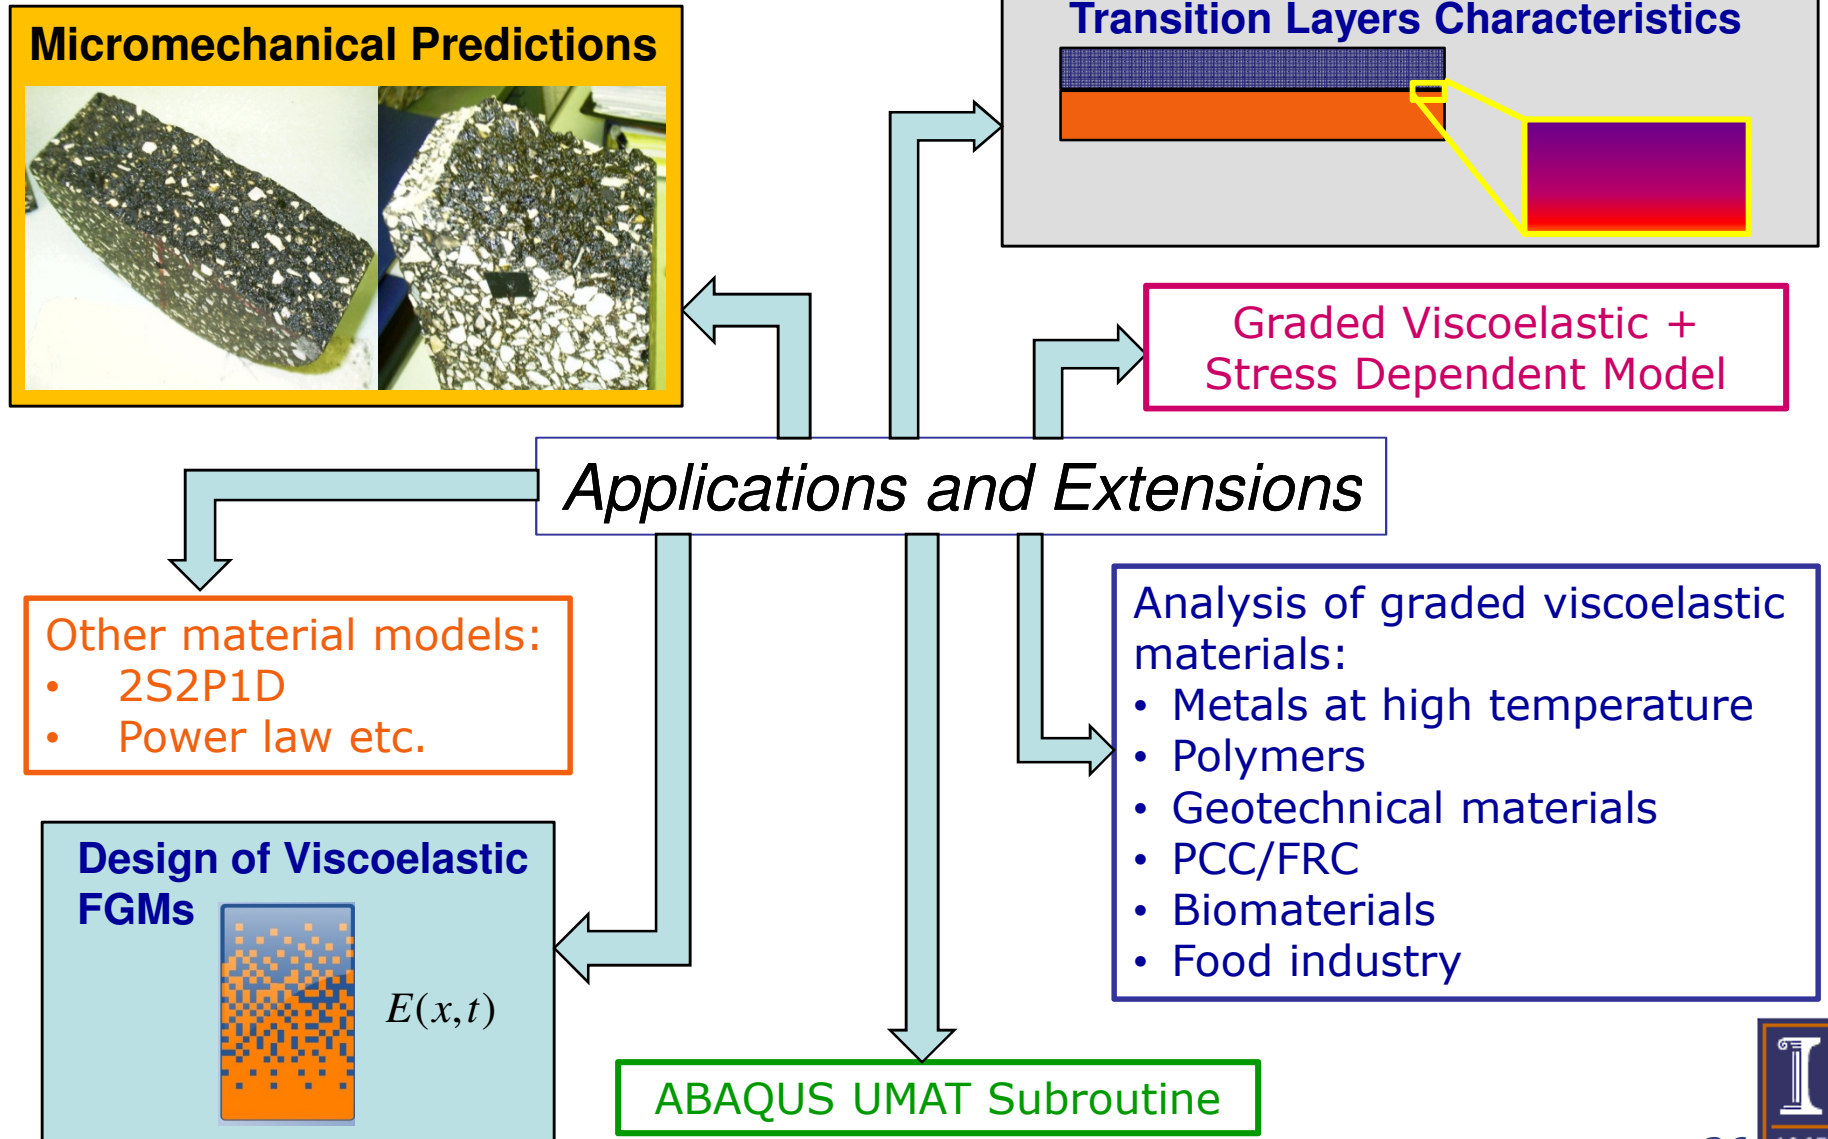 Micromechanical Predictions
Transition Layers Characteristics
Graded Viscoelastic +
Stress Dependent Model
Applications and Extensions
Other material models:
• 2S2P1D
• Power law etc.
Analysis of graded viscoelastic
materials:
• Metals at high temperature
• Polymers
• Geotechnical materials
• PCC/FRC
• Biomaterials
• Food industry
Design of Viscoelastic
FGMs
E(x,t)
ABAQUS UMAT Subroutine